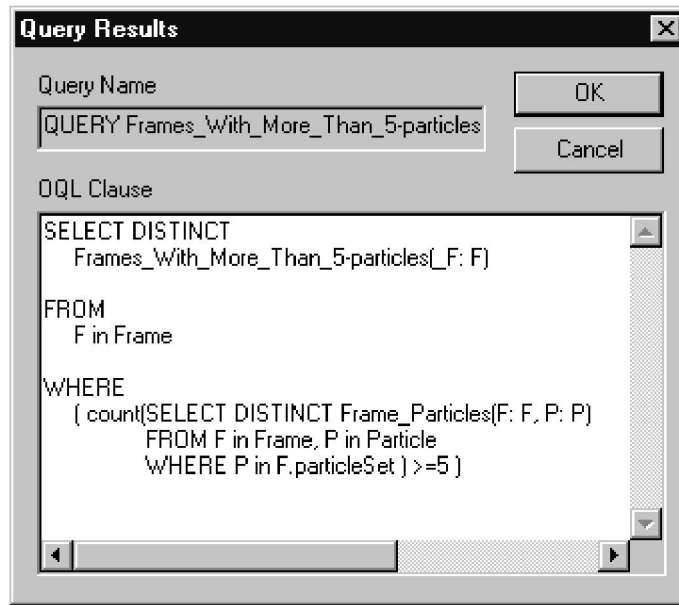 Query Results
Query Name
OK
QUERY Frames_With_More_Than_5-particles
Cancel
OQL Clause
SELECT DISTINCT
Frames_With_More_Than_5-particles(_F: F)
FROM
F in Frame
WHERE
( count(SELECT DISTINCT Frame_Particles(F: F, P: P)
FROM F in Frame, P in Particle
WHERE P in F.particleSet ) >=5 )